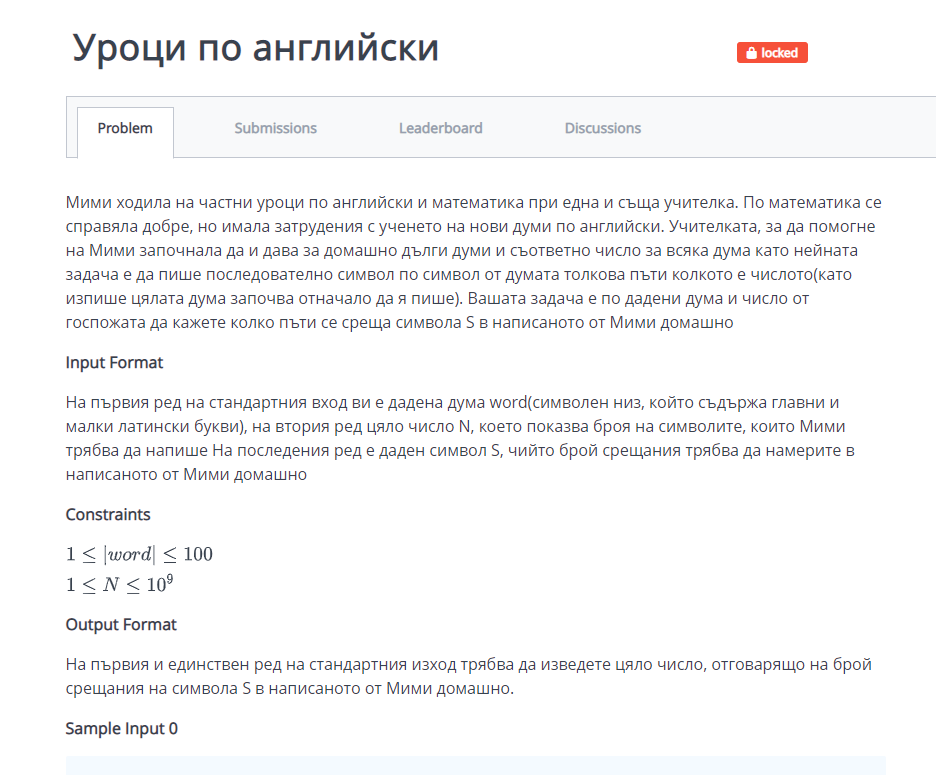 Уроци по английски
locked
Problem Submissions Leaderboard Discussions
Мими ходила на частни уроци по английски и математика при една и съща учителка. По математика се
справяла добре, но имала затруднения с ученето на нови думи по английски. Учителката, за да помогне
на Мими започнала да и дава за домашно дълги думи и съответно число за всяка дума като нейната
задача е да пише последователно символ по символ от думата толкова пъти колкото е числото(като
изпише цялата дума започва отначало да я пише). Вашата задача е по дадени дума и число от
госпожата да кажете колко пъти се среща символа S в написаното от Мими домашно
Input Format
На първия ред на стандартния вход ви е дадена дума word(символен низ, който съдържа главни и
малки латински букви), на втория ред цяло число N, което показва броя на символите, които Мими
трябва да напише На последения ред е даден символ S, чийто брой срещания трябва да намерите в
написаното от Мими домашно
Constraints
1 ≤ |word| ≤ 100
1 ≤ N ≤ 10⁹
Output Format
На първия и единствен ред на стандартния изход трябва да изведете цяло число, отговарящо на брой
срещания на символа S в написаното от Мими домашно.
Sample Input 0